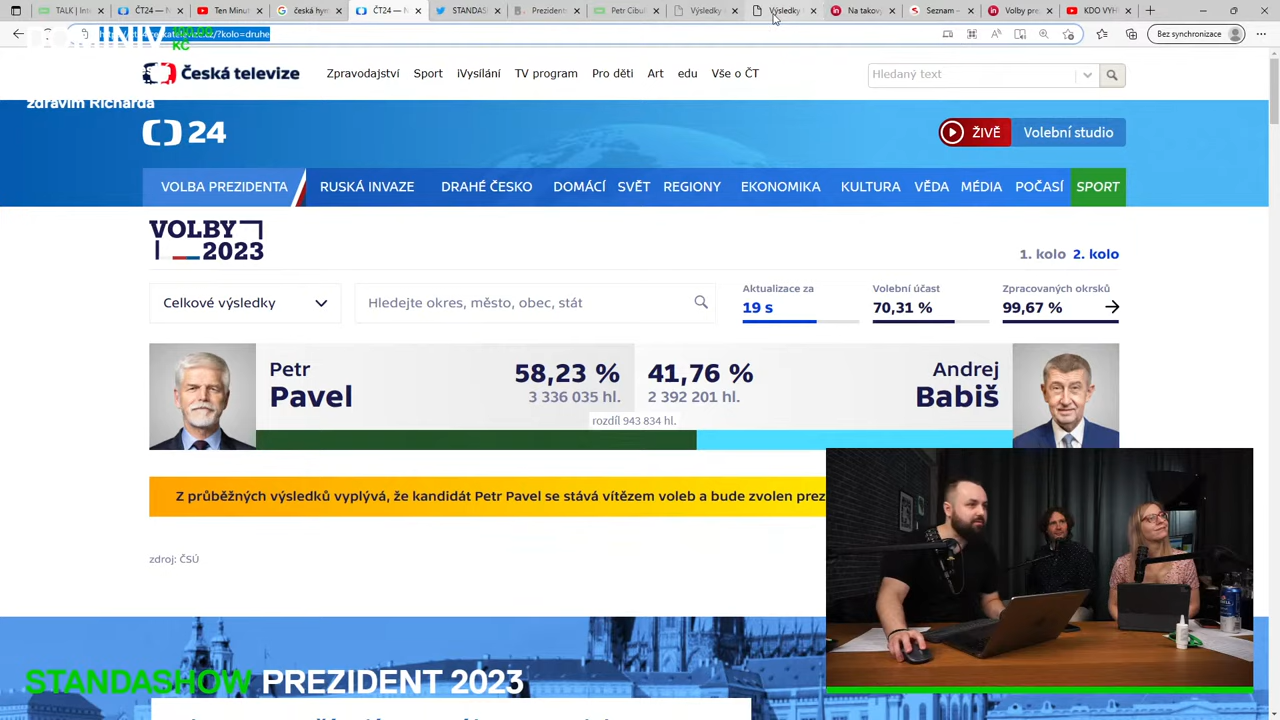 TALK |
ČT24 — N
česká hyn
ČT24 — N
STANDAS
Prezident
Petr Cibul
Výsledky
Výsledky
Na takov
Seznam –
Volby pre
KDO VYH
DOMINIV
KČ
?kolo=druhe
Bez synchronizace
zdravim Richarda
Česká televize
Zpravodajství Sport iVysílání TV program Pro děti Art edu Vše o ČT
Hledaný text
24
ŽIVĚ Volební studio
VOLBA PREZIDENTA RUSKÁ INVAZE DRAHÉ ČESKO DOMÁCÍ SVĚT REGIONY EKONOMIKA KULTURA VĚDA MÉDIA POČASÍ SPORT
VOLBY
2023
1. kolo 2. kolo
Celkové výsledky
Hledejte okres, město, obec, stát
Aktualizace za
19 s
Volební účast
70,31 %
Zpracovaných okrsků
99,67 %
Petr
Pavel
58,23 %
3 336 035 hl.
41,76 %
2 392 201 hl.
Andrej
Babiš
rozdíl 943 834 hl.
Z průběžných výsledků vyplývá, že kandidát Petr Pavel se stává vítězem voleb a bude zvolen prez
zdroj: ČSÚ
STANDASHOW PREZIDENT 2023